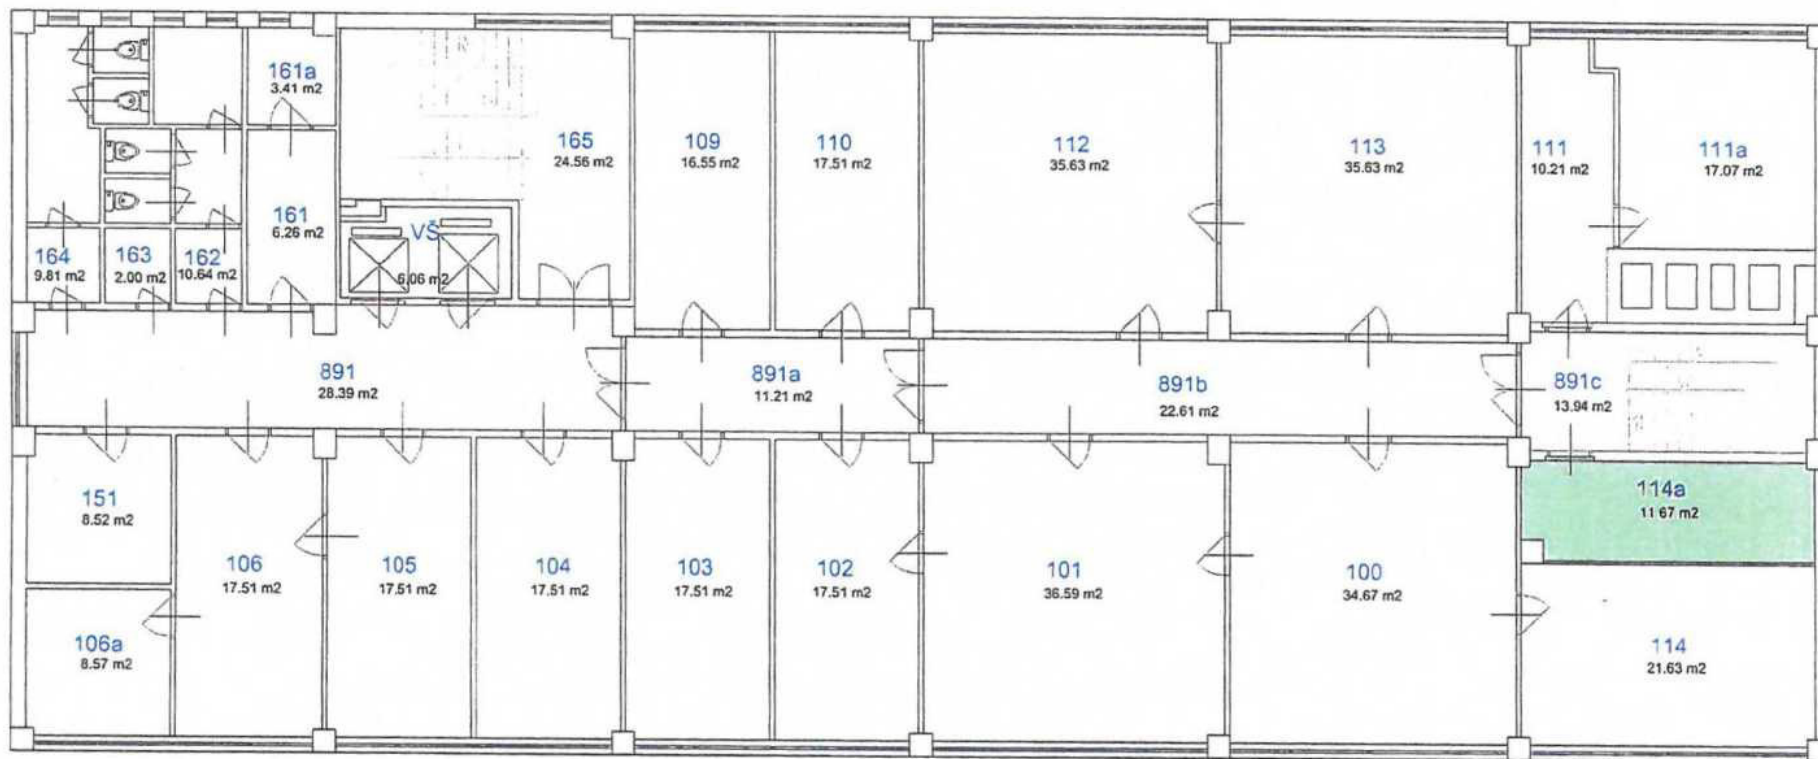 161a
3.41 m2
165
24.56 m2
109
16.55 m2
110
17.51 m2
112
35.63 m2
113
35.63 m2
111
10.21 m2
111a
17.07 m2
161
6.26 m2
VŠ
6.06 m2
164
9.81 m2
163
2.00 m2
162
10.64 m2
891
28.39 m2
891a
11.21 m2
891b
22.61 m2
891c
13.94 m2
151
8.52 m2
106
17.51 m2
105
17.51 m2
104
17.51 m2
103
17.51 m2
102
17.51 m2
101
36.59 m2
100
34.67 m2
114a
11.67 m2
106a
8.57 m2
114
21.63 m2